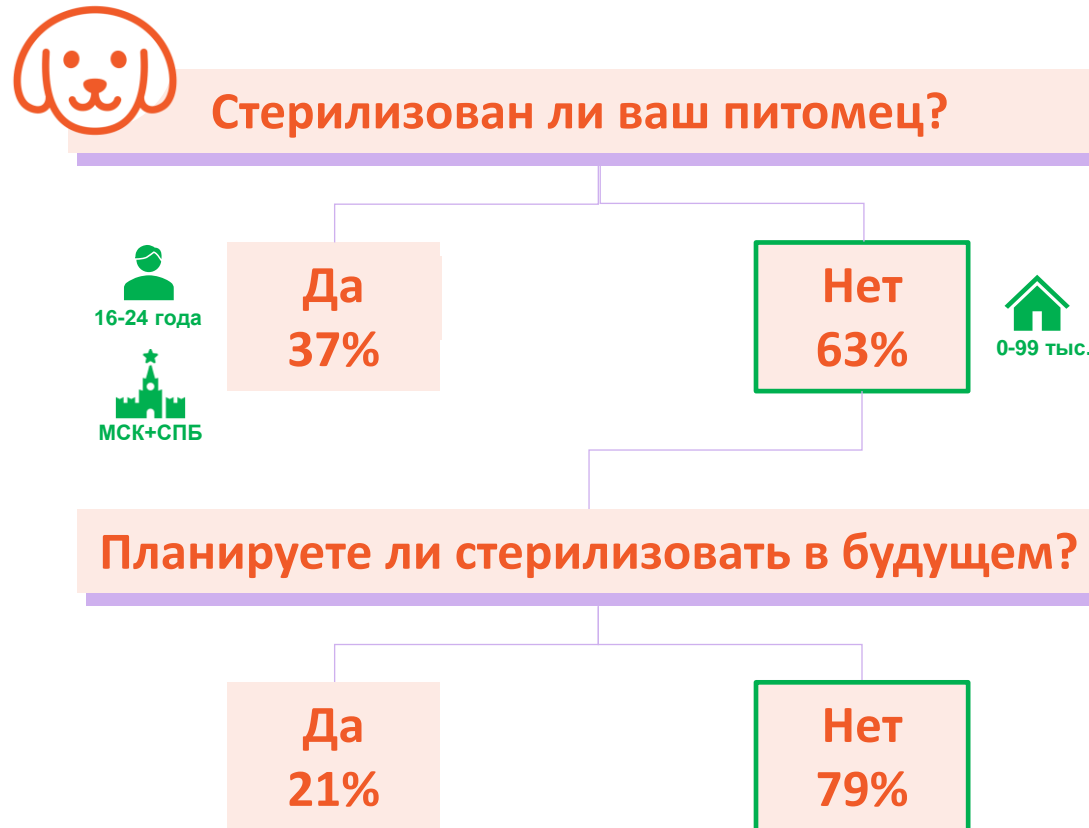 Стерилизован ли ваш питомец?
Да
37%
16-24 года
МСК+СПБ
Нет
63%
0-99 тыс.
Планируете ли стерилизовать в будущем?
Да
21%
Нет
79%